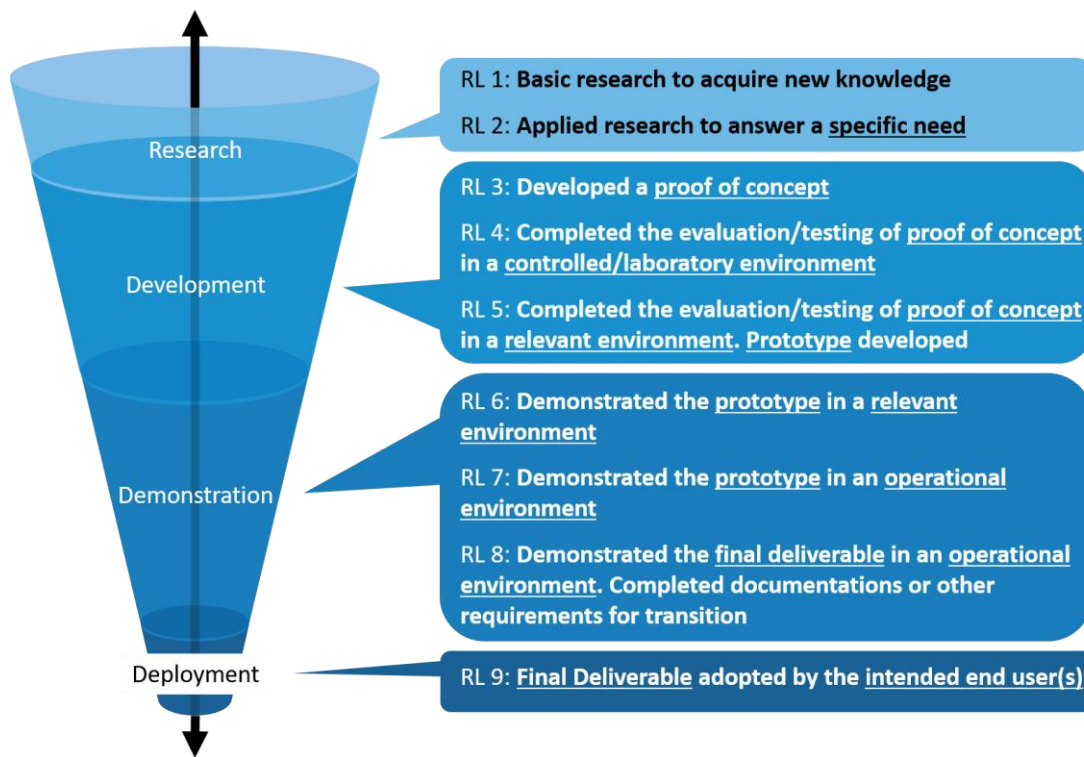 Research
RL 1: Basic research to acquire new knowledge
RL 2: Applied research to answer a specific need
Development
RL 3: Developed a proof of concept
RL 4: Completed the evaluation/testing of proof of concept
in a controlled/laboratory environment
RL 5: Completed the evaluation/testing of proof of concept
in a relevant environment. Prototype developed
Demonstration
RL 6: Demonstrated the prototype in a relevant
environment
RL 7: Demonstrated the prototype in an operational
environment
RL 8: Demonstrated the final deliverable in an operational
environment. Completed documentations or other
requirements for transition
Deployment
RL 9: Final Deliverable adopted by the intended end user(s)